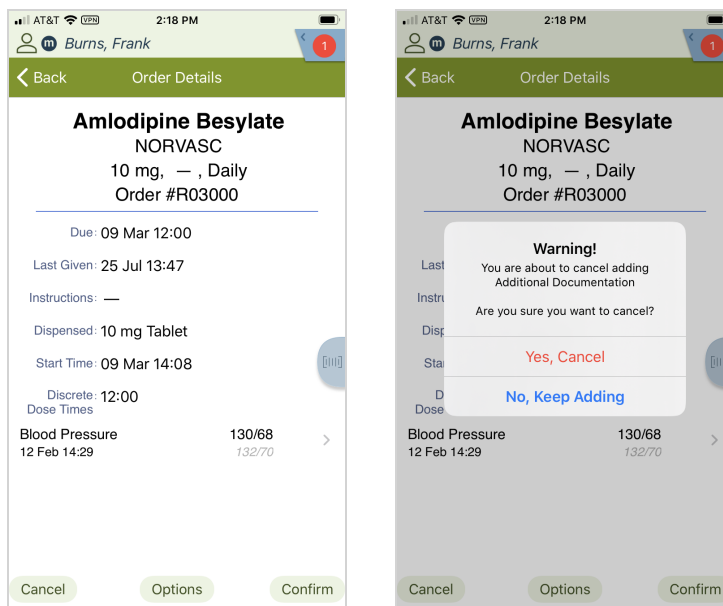 AT&T VPN 2:18 PM
m Burns, Frank 1
Back Order Details
Amlodipine Besylate
NORVASC
10 mg, — , Daily
Order #R03000
Due: 09 Mar 12:00
Last Given: 25 Jul 13:47
Instructions: —
Dispensed: 10 mg Tablet
Start Time: 09 Mar 14:08
Discrete: 12:00
Dose Times
Blood Pressure 130/68
12 Feb 14:29 132/70
Cancel Options Confirm
AT&T VPN 2:18 PM
m Burns, Frank 1
Back Order Details
Amlodipine Besylate
NORVASC
10 mg, — , Daily
Order #R03000
Warning!
You are about to cancel adding
Additional Documentation
Are you sure you want to cancel?
Yes, Cancel
No, Keep Adding
Last
Instru
Disp
Sta
D
Dose
Blood Pressure 130/68
12 Feb 14:29 132/70
Cancel Options Confirm